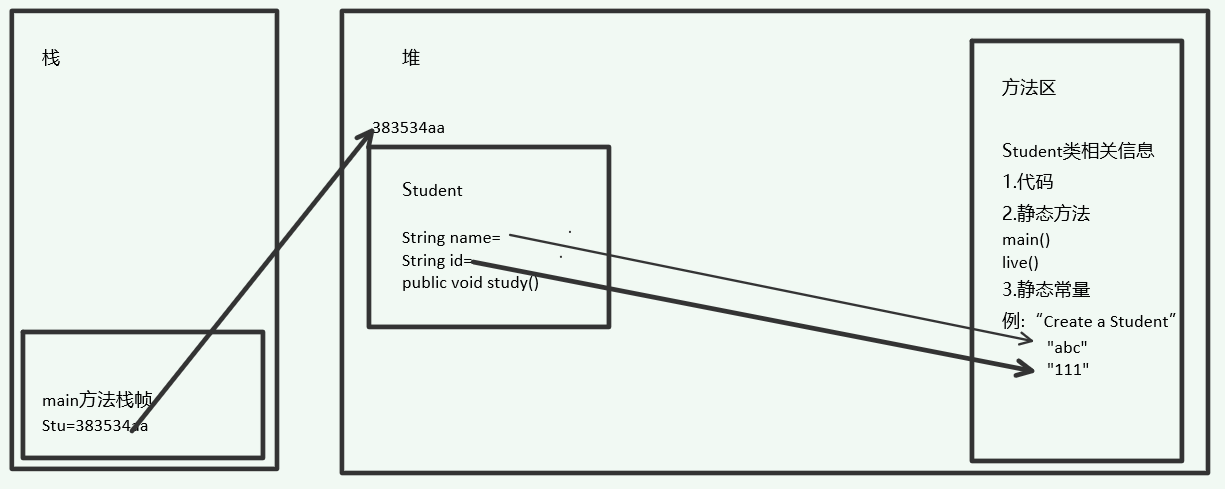 栈
main方法栈帧
Stu=383534aa
堆
383534aa
Student
String name=
String id=
public void study()
方法区
Student类相关信息
1.代码
2.静态方法
main()
live()
3.静态常量
例:“Create a Student”
"abc"
"111"